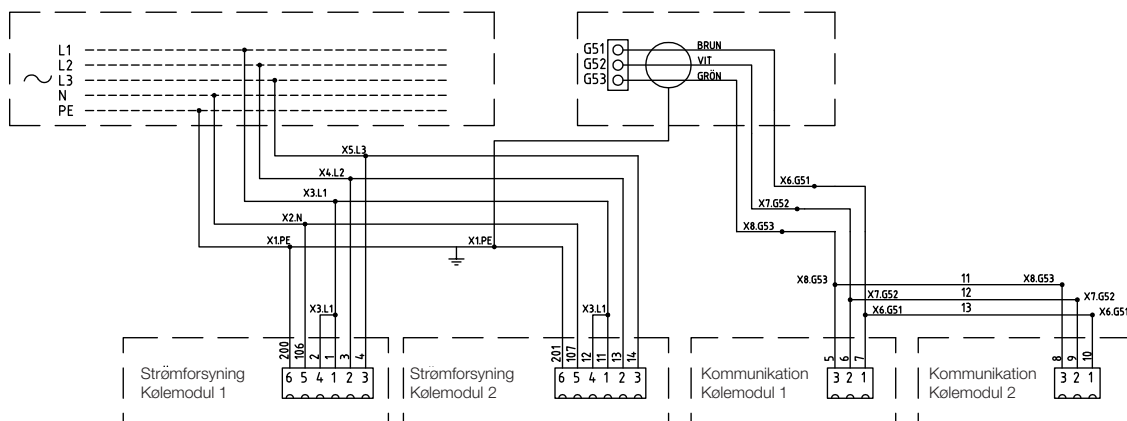 L1
L2
L3
N
PE
G51
G52
G53
BRUN
VIT
GRÖN
X5.L3
X4.L2
X3.L1
X2.N
X1.PE
X1.PE
X6.G51
X7.G52
X8.G53
X8.G53
11
X8.G53
X7.G52
12
X7.G52
X6.G51
13
X6.G51
X3.L1
X3.L1
200
106
2
1
3
4
201
107
12
11
13
14
5
6
7
8
9
10
Strømforsyning
Kølemodul 1
6 5 4 1 2 3
Strømforsyning
Kølemodul 2
6 5 4 1 2 3
Kommunikation
Kølemodul 1
3 2 1
Kommunikation
Kølemodul 2
3 2 1